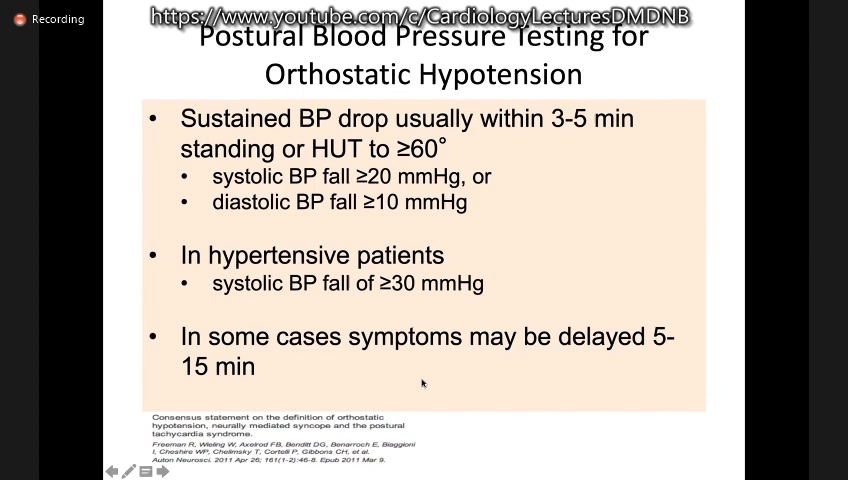 Recording
https://www.youtube.com/c/CardiologyLecturesDMDNB
Postural Blood Pressure Testing for
Orthostatic Hypotension
• Sustained BP drop usually within 3-5 min
standing or HUT to ≥60°
• systolic BP fall ≥20 mmHg, or
• diastolic BP fall ≥10 mmHg
• In hypertensive patients
• systolic BP fall of ≥30 mmHg
• In some cases symptoms may be delayed 5-
15 min
Consensus statement on the definition of orthostatic
hypotension, neurally mediated syncope and the postural
tachycardia syndrome.
Freeman R, Wieling W, Axelrod FB, Benditt DG, Benarroch E, Biaggioni
I, Cheshire WP, Chelimsky T, Cortelli P, Gibbons CH, et al.
Auton Neurosci. 2011 Apr 26; 161(1-2):46-8. Epub 2011 Mar 9.